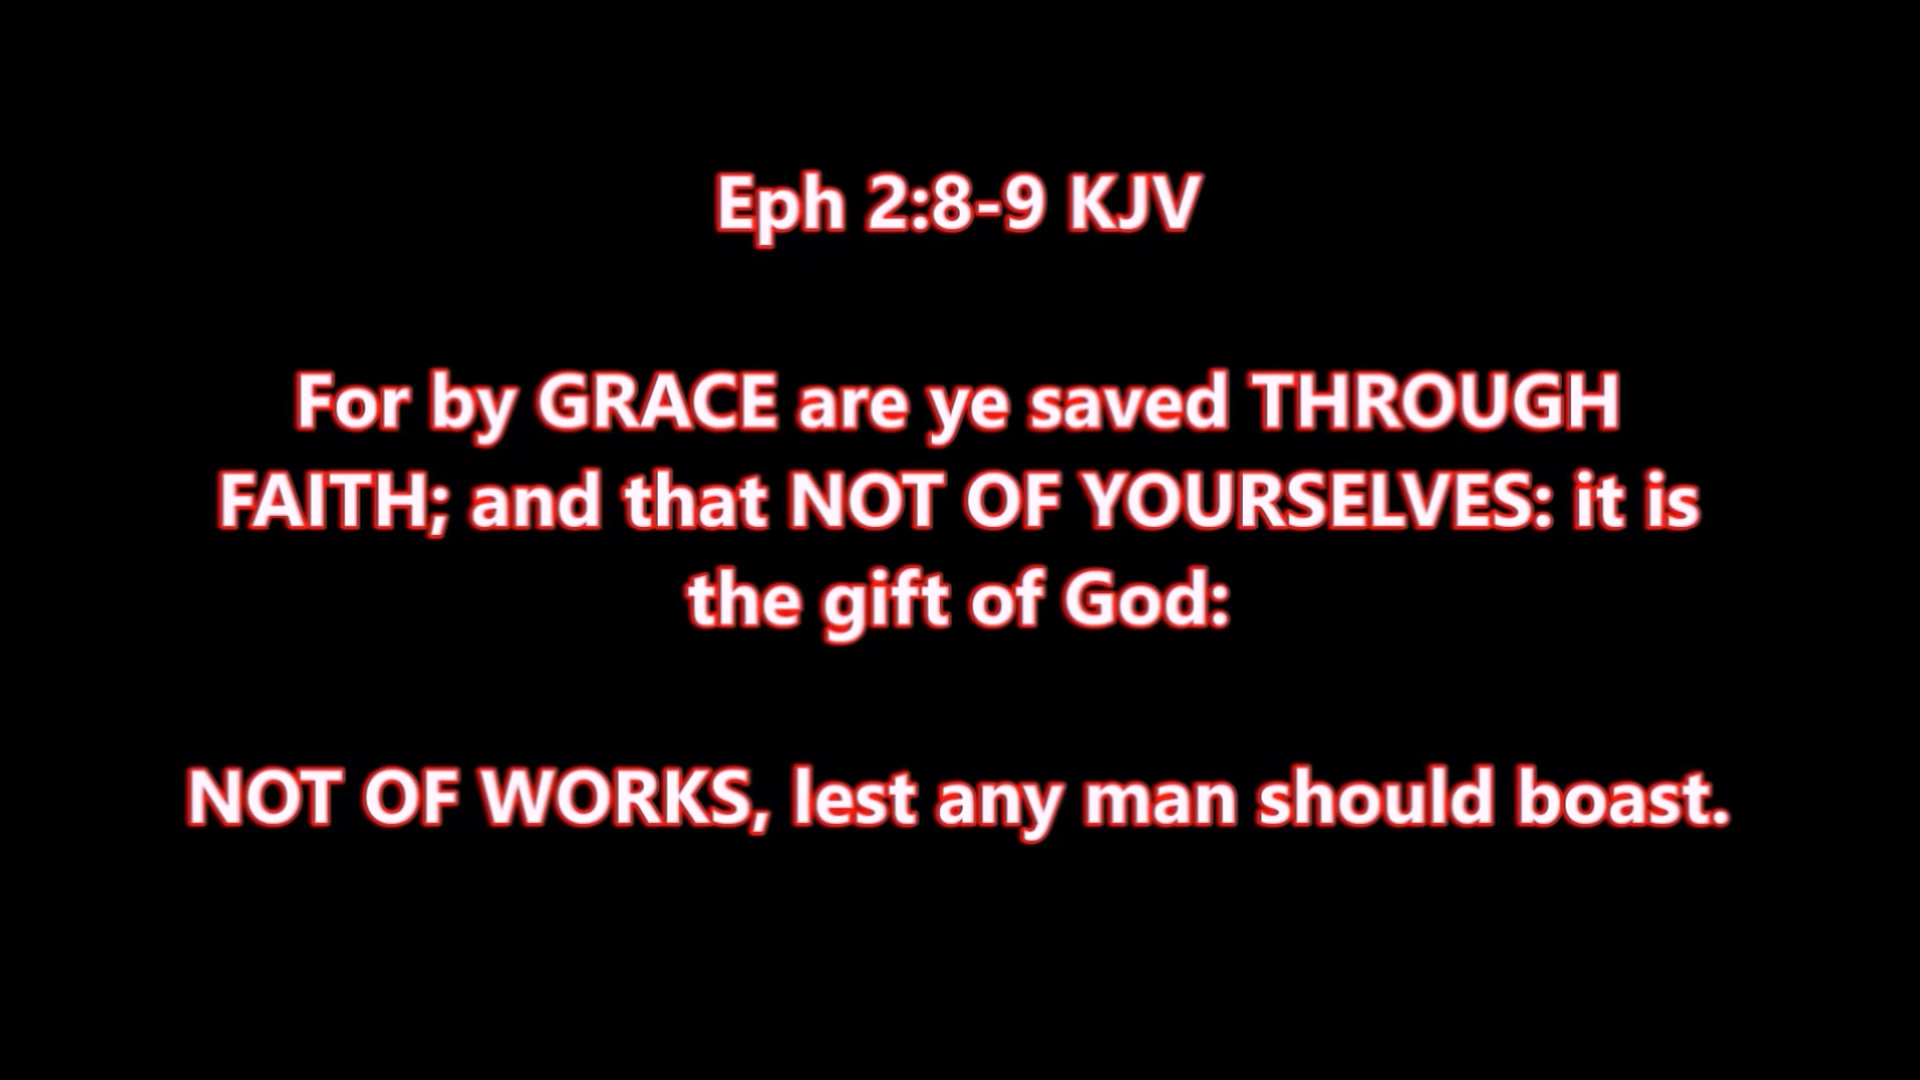 Eph 2:8-9 KJV
For by GRACE are ye saved THROUGH
FAITH; and that NOT OF YOURSELVES: it is
the gift of God:
NOT OF WORKS, lest any man should boast.